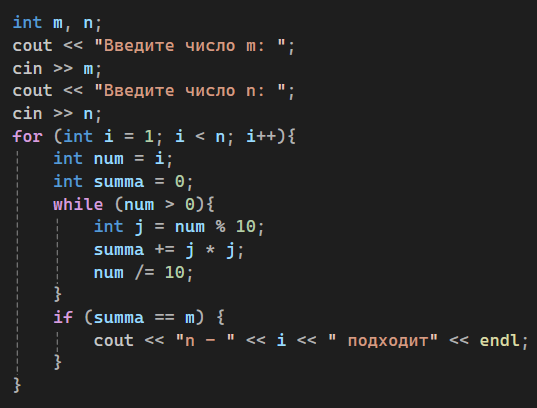 int m, n;
cout << "Введите число m: ";
cin >> m;
cout << "Введите число n: ";
cin >> n;
for (int i = 1; i < n; i++){
    int num = i;
    int summa = 0;
    while (num > 0){
        int j = num % 10;
        summa += j * j;
        num /= 10;
    }
    if (summa == m) {
        cout << "n - " << i << " подходит" << endl;
    }
}